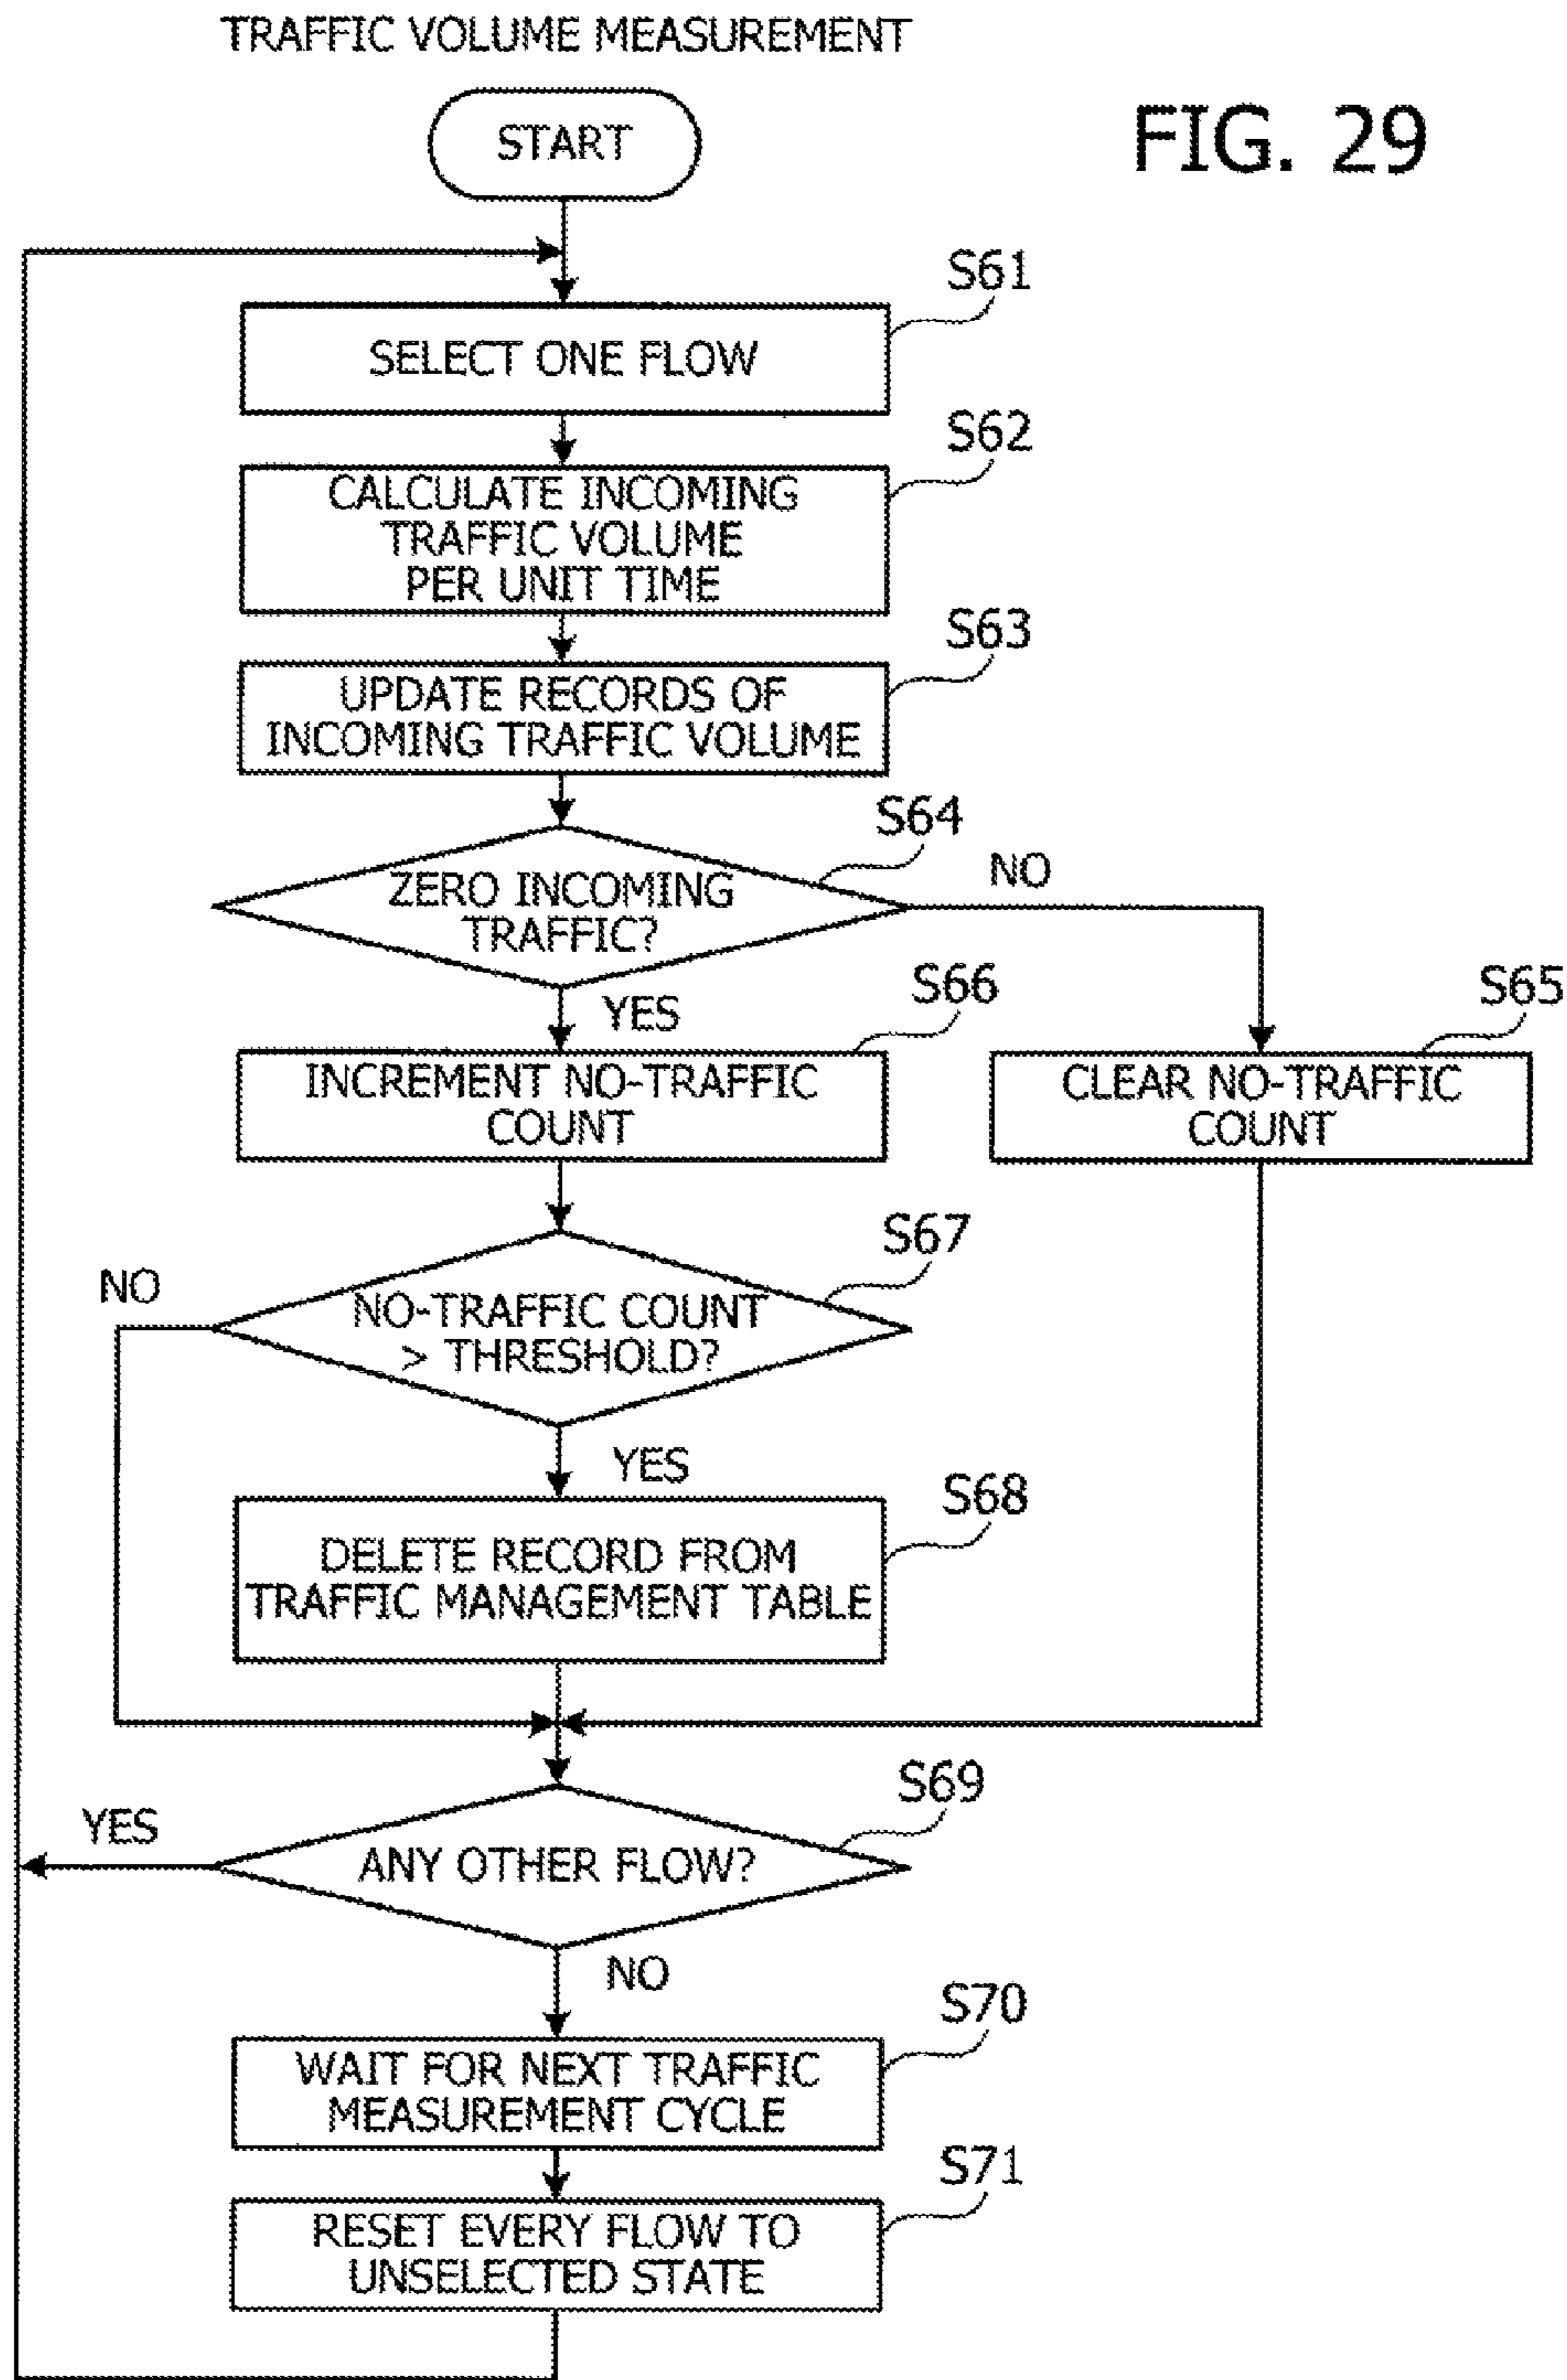 TRAFFIC VOLUME MEASUREMENT
FIG. 29
START
S61
SELECT ONE FLOW
S62
CALCULATE INCOMING
TRAFFIC VOLUME
PER UNIT TIME
S63
UPDATE RECORDS OF
INCOMING TRAFFIC VOLUME
S64
NO
ZERO INCOMING
TRAFFIC?
YES
S66
S65
INCREMENT NO-TRAFFIC
COUNT
CLEAR NO-TRAFFIC
COUNT
S67
NO
NO-TRAFFIC COUNT
> THRESHOLD?
YES
S68
DELETE RECORD FROM
TRAFFIC MANAGEMENT TABLE
S69
YES
ANY OTHER FLOW?
NO
S70
WAIT FOR NEXT TRAFFIC
MEASUREMENT CYCLE
S71
RESET EVERY FLOW TO
UNSELECTED STATE